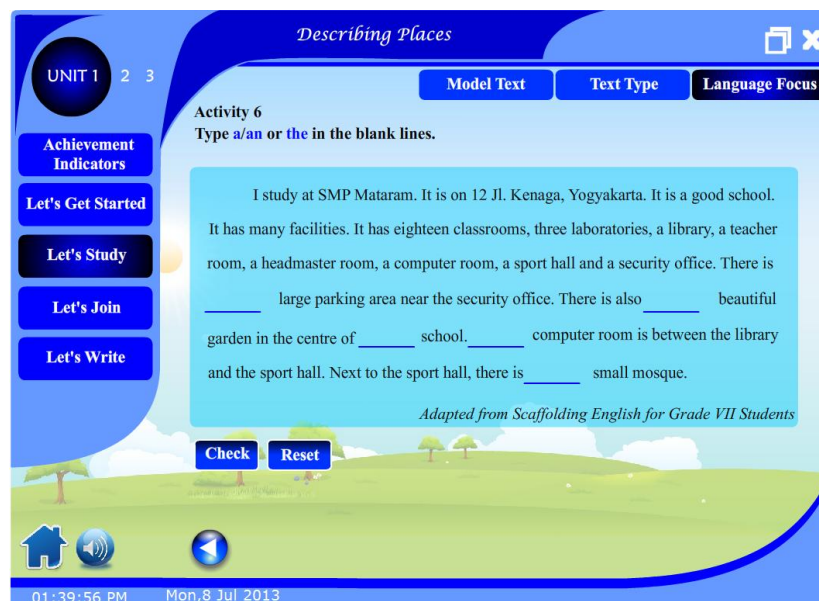 Describing Places
UNIT 1 2 3
Model Text
Text Type
Language Focus
Activity 6
Type a/an or the in the blank lines.
Achievement
Indicators
Let's Get Started
Let's Study
Let's Join
Let's Write
I study at SMP Mataram. It is on 12 Jl. Kenaga, Yogyakarta. It is a good school.
It has many facilities. It has eighteen classrooms, three laboratories, a library, a teacher
room, a headmaster room, a computer room, a sport hall and a security office. There is
______ large parking area near the security office. There is also ______ beautiful
garden in the centre of ______ school. ______ computer room is between the library
and the sport hall. Next to the sport hall, there is ______ small mosque.
Adapted from Scaffolding English for Grade VII Students
Check
Reset
01:39:56 PM
Mon,8 Jul 2013